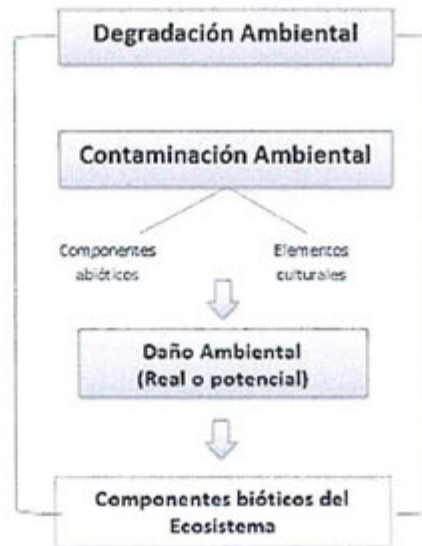 Degradación Ambiental
Contaminación Ambiental
Componentes
abióticos
Elementos
culturales
Daño Ambiental
(Real o potencial)
Componentes bióticos del
Ecosistema